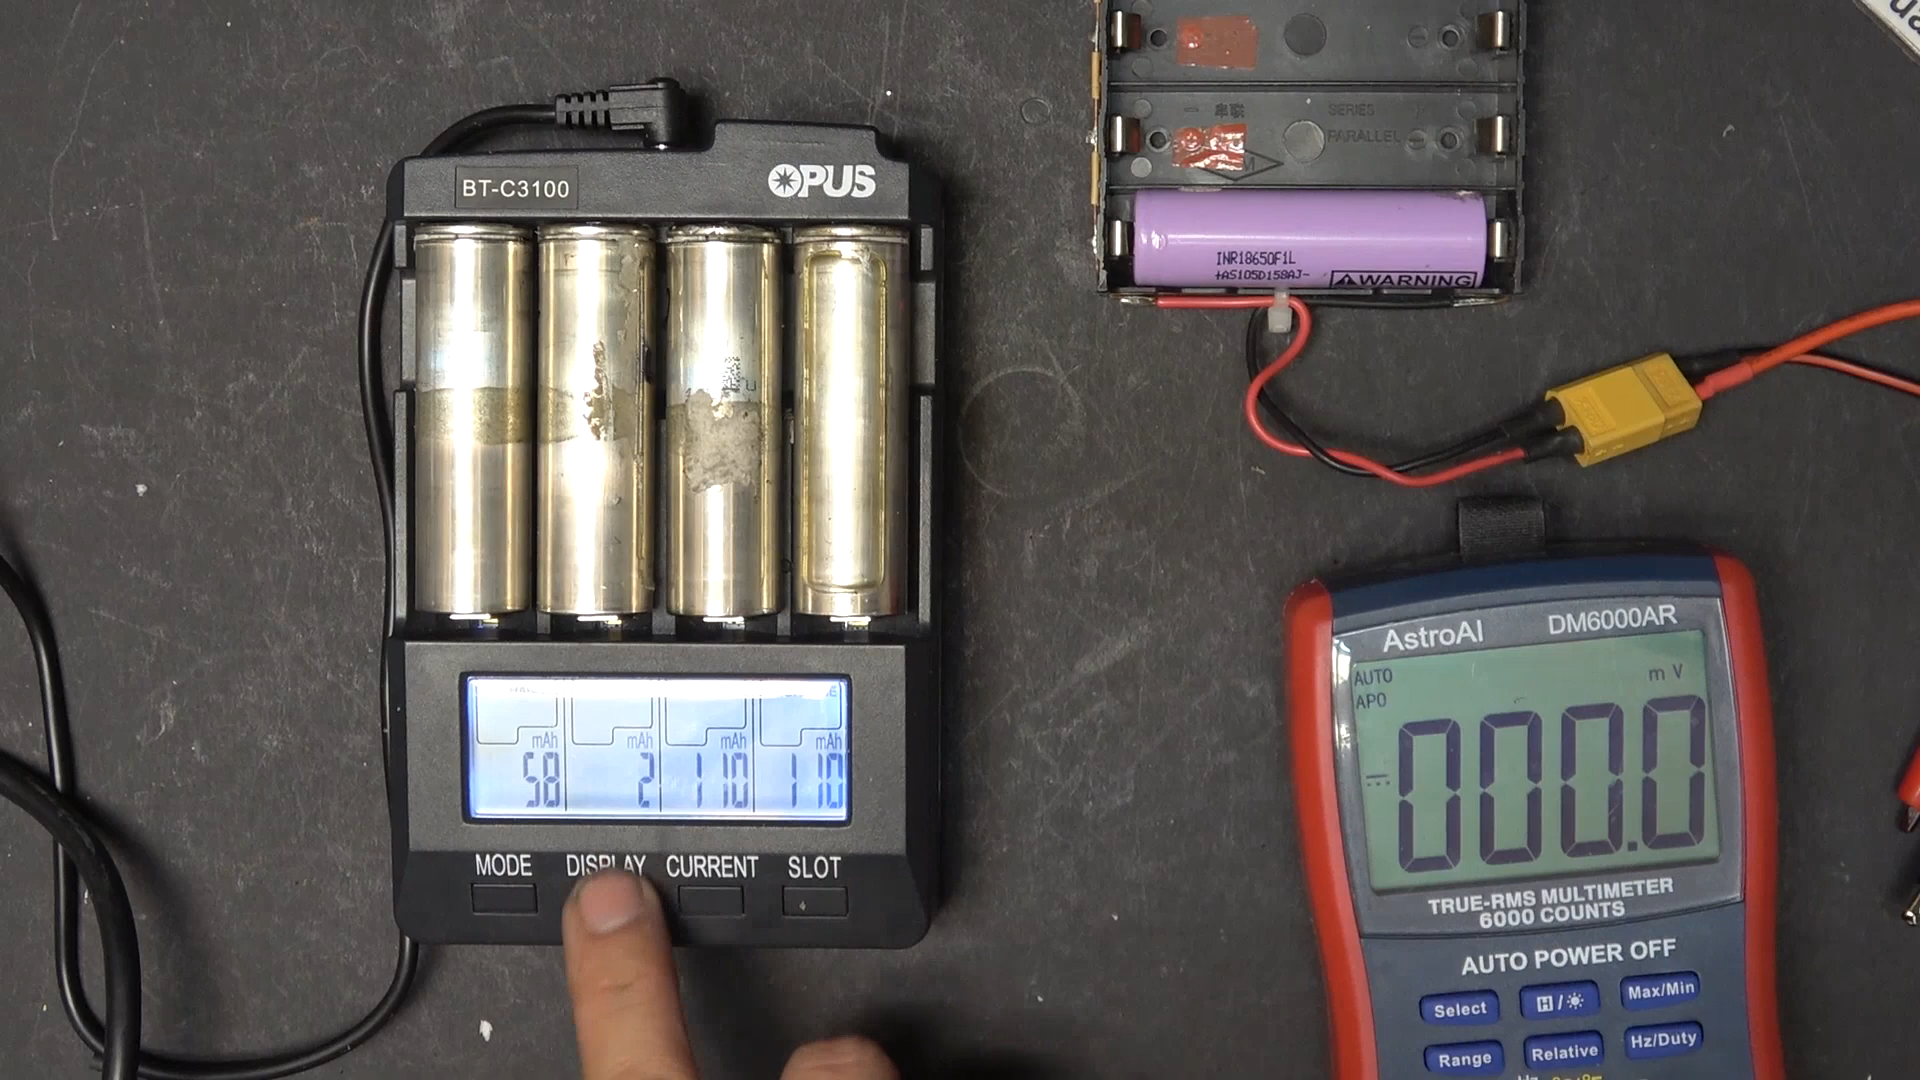 BT-C3100
OPUS
mAh
mAh
mAh
mAh
58
2
110
110
MODE
DISPLAY
CURRENT
SLOT
串联
SERIES
PARALLEL
INR18650F1L
WARNING
AstroAI
DM6000AR
AUTO
APO
mV
000.0
TRUE-RMS MULTIMETER
6000 COUNTS
AUTO POWER OFF
Select
H/☀
Max/Min
Range
Relative
Hz/Duty